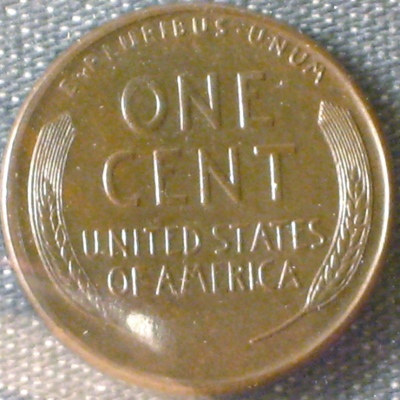 E·PLURIBUS·UNUM
ONE
CENT
UNITED STATES
OF AMERICA